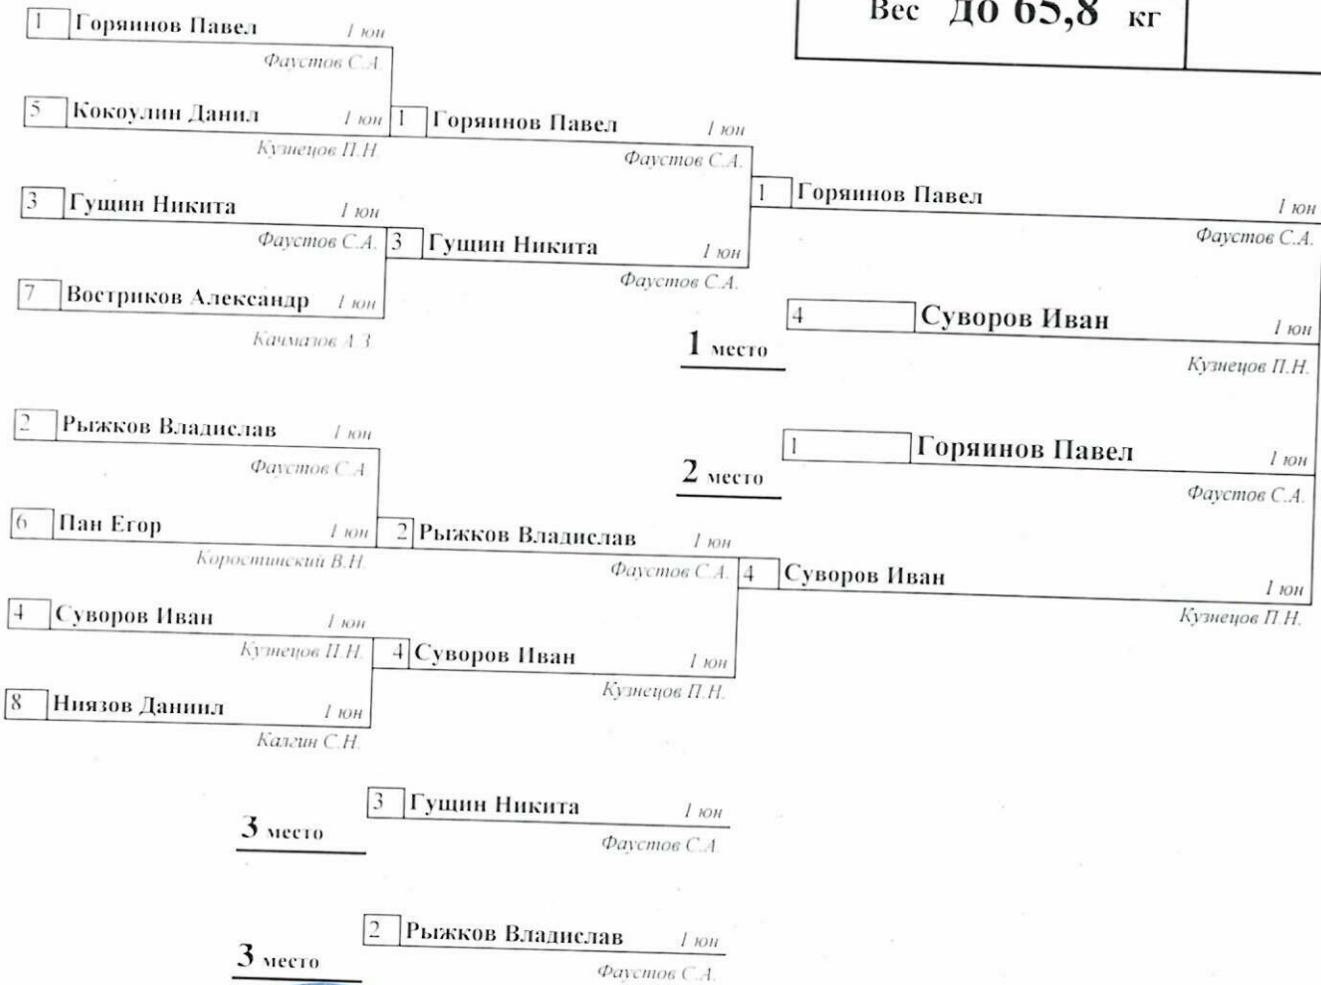 Вес до 65,8 кг
1 Горяинов Павел 1 юн
Фаустов С.А.
5 Кокоулин Данил 1 юн
Кузнецов П.Н.
1 Горяинов Павел 1 юн
Фаустов С.А.
3 Гущин Никита 1 юн
Фаустов С.А.
3 Гущин Никита 1 юн
Фаустов С.А.
7 Востриков Александр 1 юн
Качмазов А.З.
1 Горяинов Павел 1 юн
Фаустов С.А.
1 место
4 Суворов Иван 1 юн
Кузнецов П.Н.
2 место
1 Горяинов Павел 1 юн
Фаустов С.А.
2 Рыжков Владислав 1 юн
Фаустов С.А.
6 Пан Егор 1 юн
Коростинский В.Н.
2 Рыжков Владислав 1 юн
Фаустов С.А.
4 Суворов Иван 1 юн
Кузнецов П.Н.
4 Суворов Иван 1 юн
Кузнецов П.Н.
4 Суворов Иван 1 юн
Кузнецов П.Н.
8 Ниязов Даниил 1 юн
Калгин С.Н.
3 место
3 Гущин Никита 1 юн
Фаустов С.А.
3 место
2 Рыжков Владислав 1 юн
Фаустов С.А.